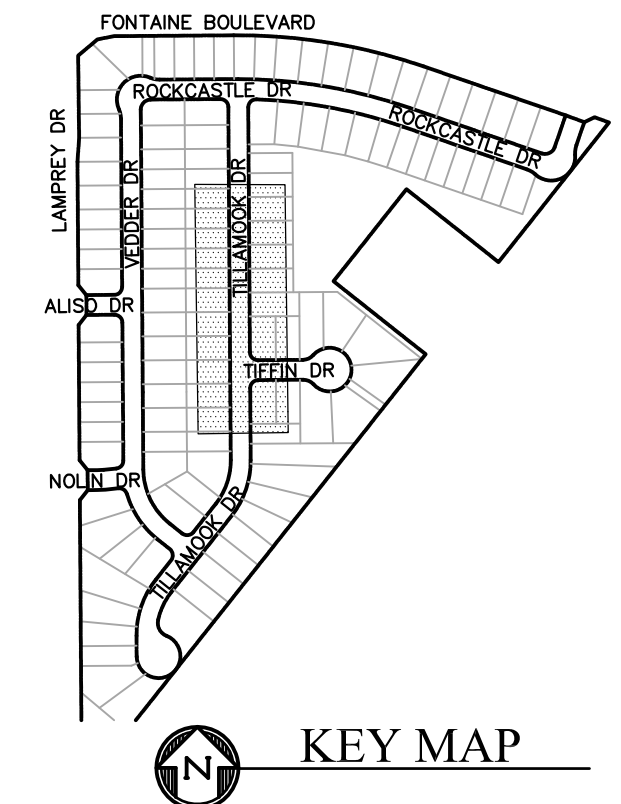 FONTAINE BOULEVARD
ROCKCASTLE DR
ROCKCASTLE DR
LAMPREY DR
VEDDER DR
TILLAMOOK DR
ALISO DR
TIFFIN DR
NOLIN DR
TILLAMOOK DR
KEY MAP
N